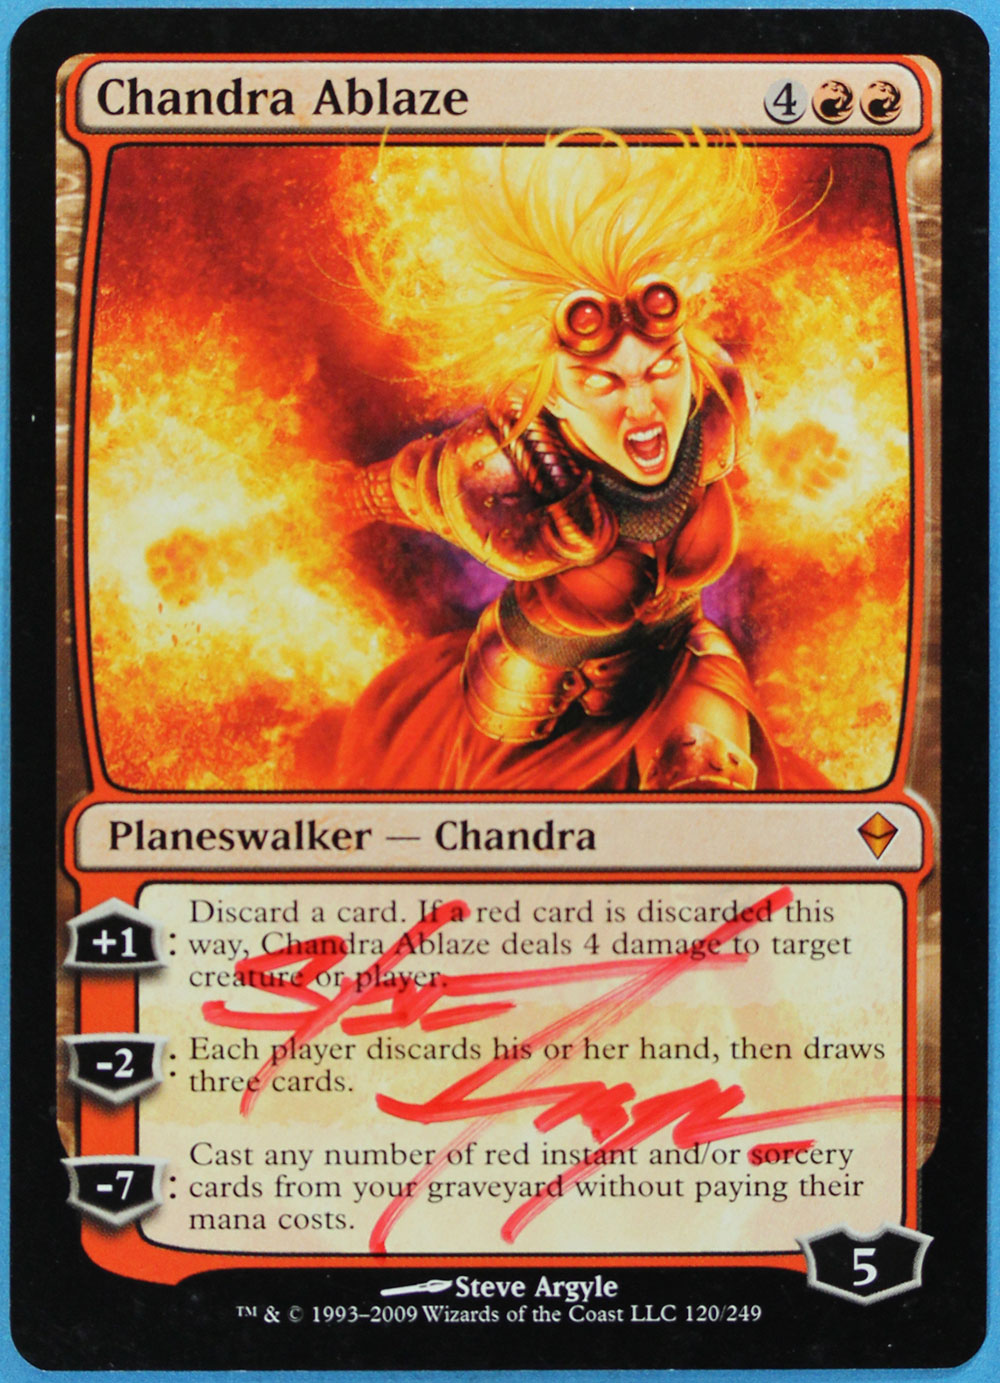 Chandra Ablaze
4
Planeswalker — Chandra
+1 : Discard a card. If a red card is discarded this
way, Chandra Ablaze deals 4 damage to target
creature or player.
-2 : Each player discards his or her hand, then draws
three cards.
-7 : Cast any number of red instant and/or sorcery
cards from your graveyard without paying their
mana costs.
5
Steve Argyle
™ & © 1993–2009 Wizards of the Coast LLC 120/249